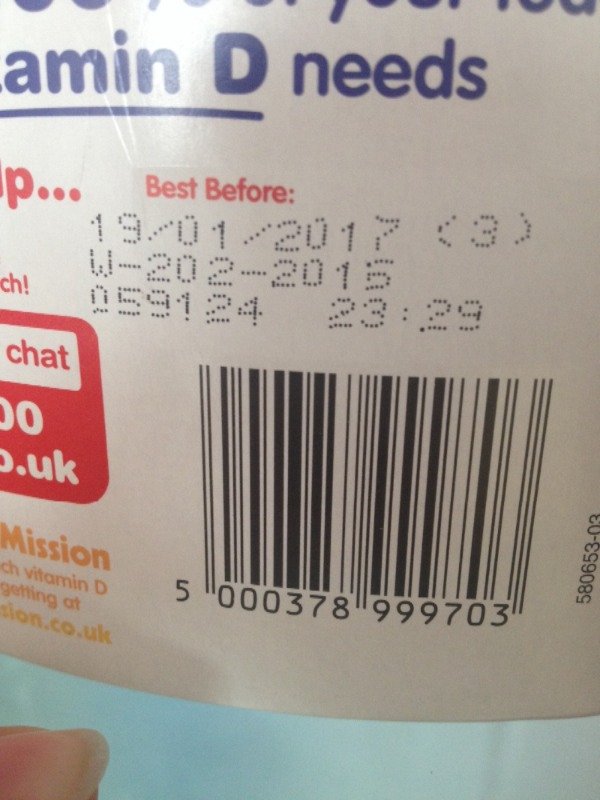 amin D needs
lp...
Best Before:
19/01/2017 (3)
W-202-2015
059124 23:29
ch!
chat
00
o.uk
5 000378 999703
580653-03
Mission
ch vitamin D
getting at
sion.co.uk